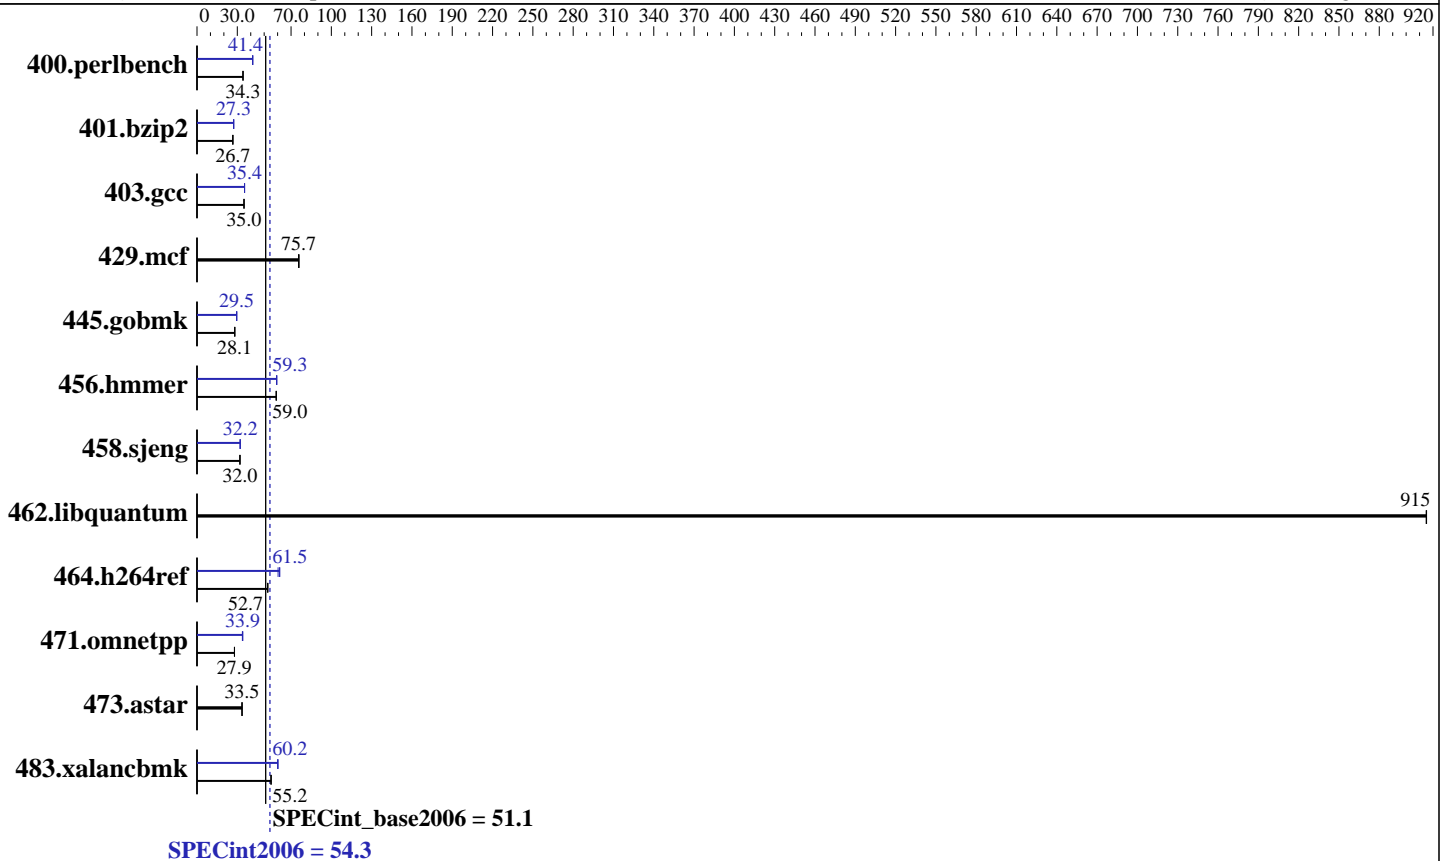 0 30.0 70.0 100 130 160 190 220 250 280 310 340 370 400 430 460 490 520 550 580 610 640 670 700 730 760 790 820 850 880 920
41.4
400.perlbench
34.3
27.3
401.bzip2
26.7
35.4
403.gcc
35.0
75.7
429.mcf
29.5
445.gobmk
28.1
59.3
456.hmmer
59.0
32.2
458.sjeng
32.0
915
462.libquantum
61.5
464.h264ref
52.7
33.9
471.omnetpp
27.9
33.5
473.astar
60.2
483.xalancbmk
55.2
SPECint_base2006 = 51.1
SPECint2006 = 54.3